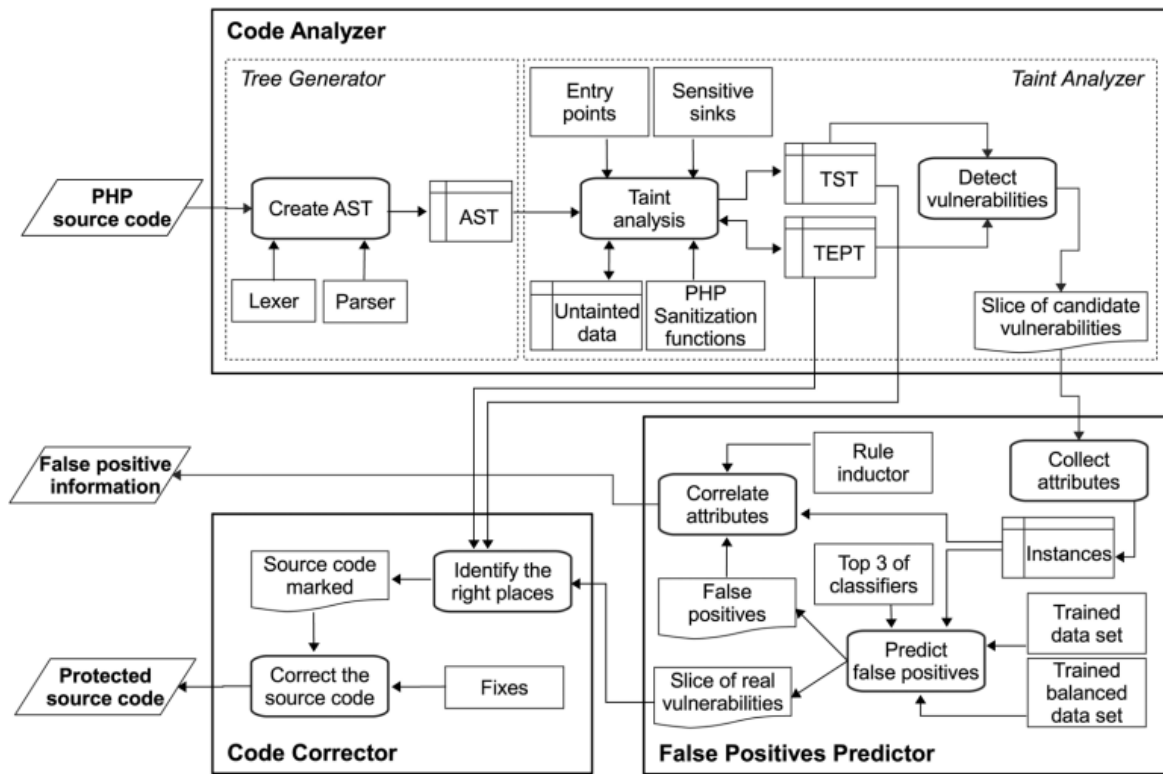 Code Analyzer
Tree Generator
Taint Analyzer
Entry
points
Sensitive
sinks
PHP
source code
Create AST
AST
Taint
analysis
TST
TEPT
Detect
vulnerabilities
Lexer
Parser
Untainted
data
PHP
Sanitization
functions
Slice of candidate
vulnerabilities
False positive
information
Correlate
attributes
Rule
inductor
Collect
attributes
Instances
Source code
marked
Identify the
right places
False
positives
Top 3 of
classifiers
Predict
false positives
Trained
data set
Trained
balanced
data set
Protected
source code
Correct the
source code
Fixes
Slice of real
vulnerabilities
Code Corrector
False Positives Predictor